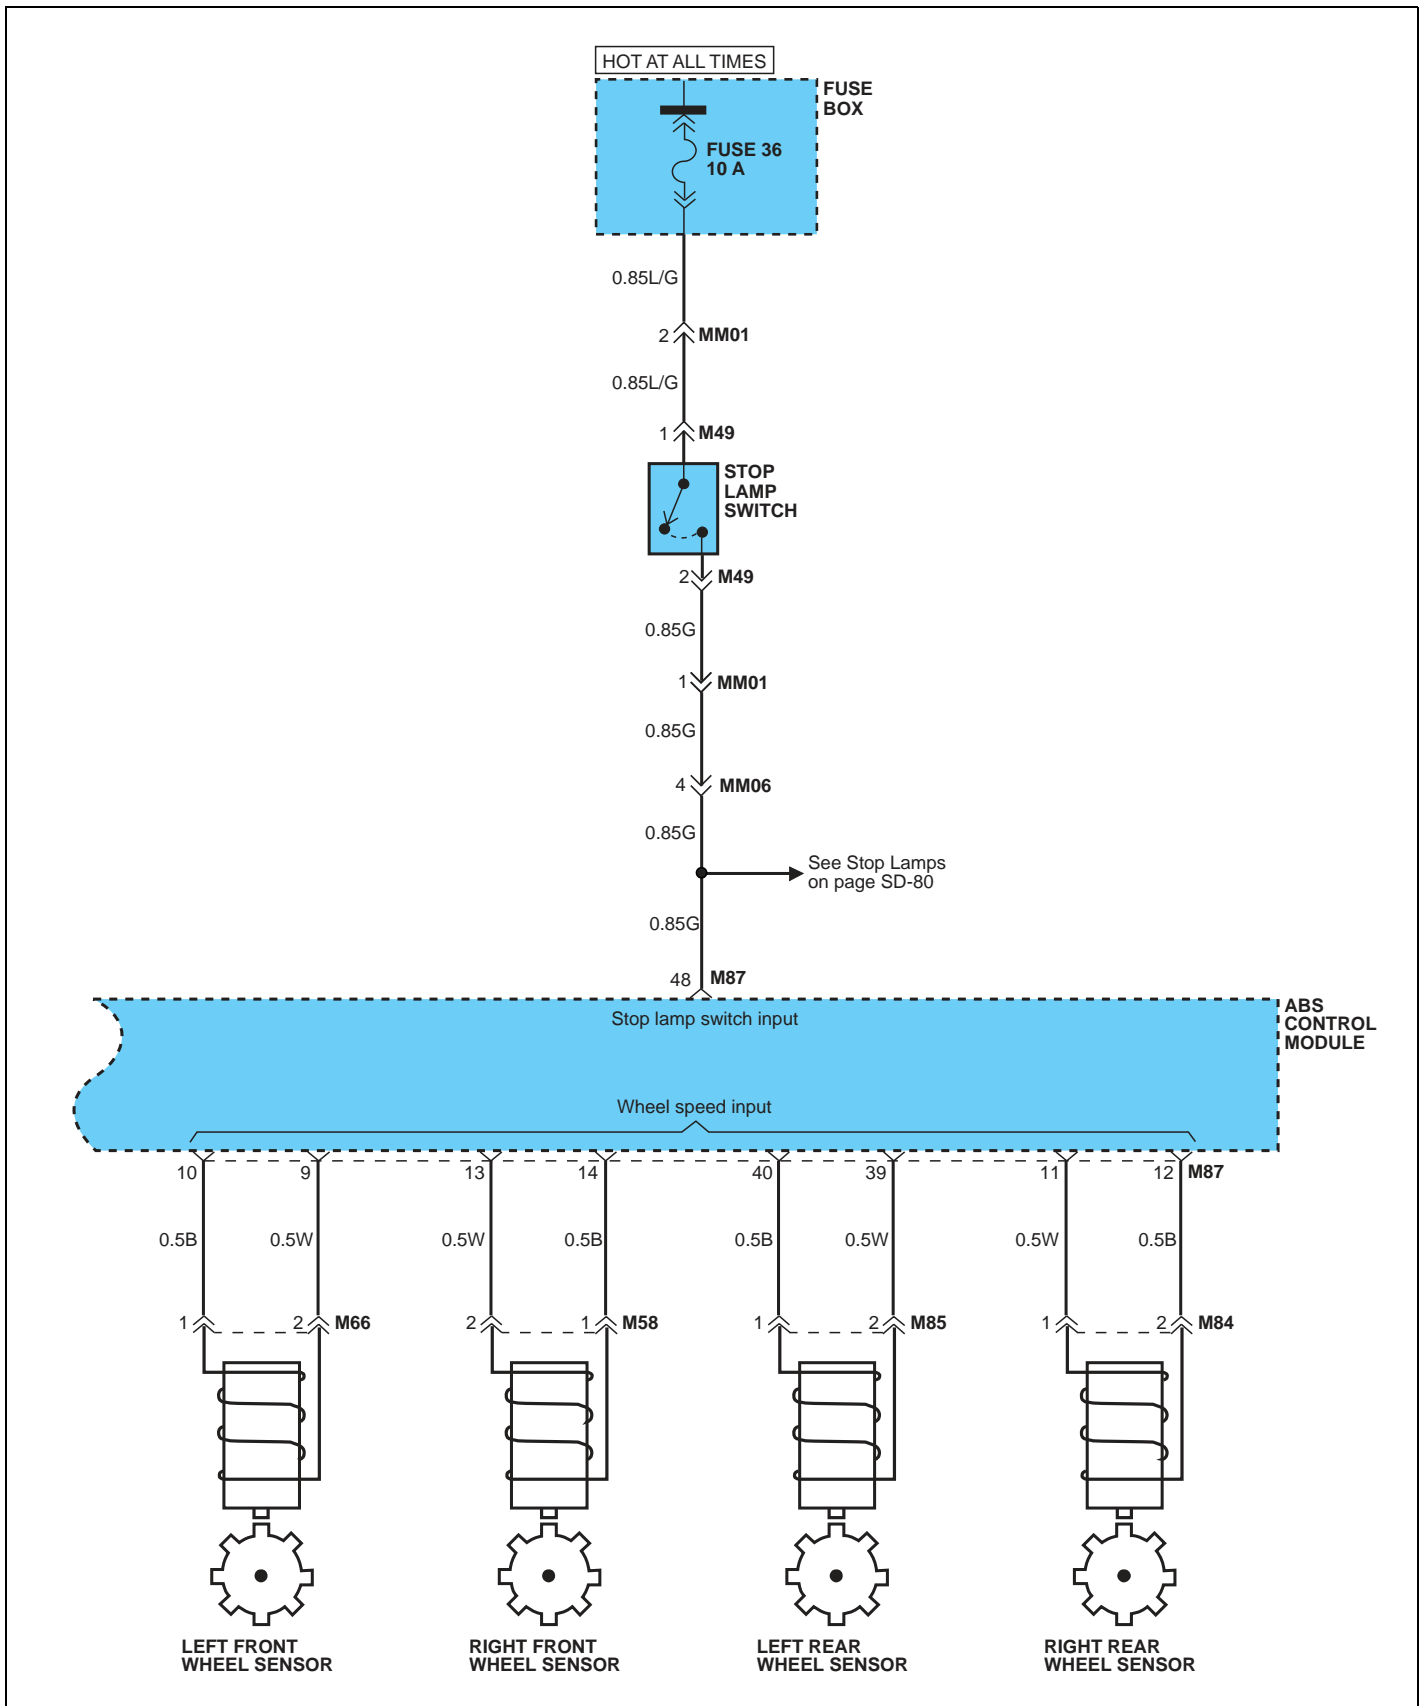 HOT AT ALL TIMES
FUSE
BOX
FUSE 36
10 A
0.85L/G
2 MM01
0.85L/G
1 M49
STOP
LAMP
SWITCH
2 M49
0.85G
1 MM01
0.85G
4 MM06
0.85G
See Stop Lamps
on page SD-80
0.85G
48 M87
Stop lamp switch input
ABS
CONTROL
MODULE
Wheel speed input
10 9 13 14 40 39 11 12 M87
0.5B 0.5W 0.5W 0.5B 0.5B 0.5W 0.5W 0.5B
1 2 M66 2 1 M58 1 2 M85 1 2 M84
LEFT FRONT
WHEEL SENSOR
RIGHT FRONT
WHEEL SENSOR
LEFT REAR
WHEEL SENSOR
RIGHT REAR
WHEEL SENSOR